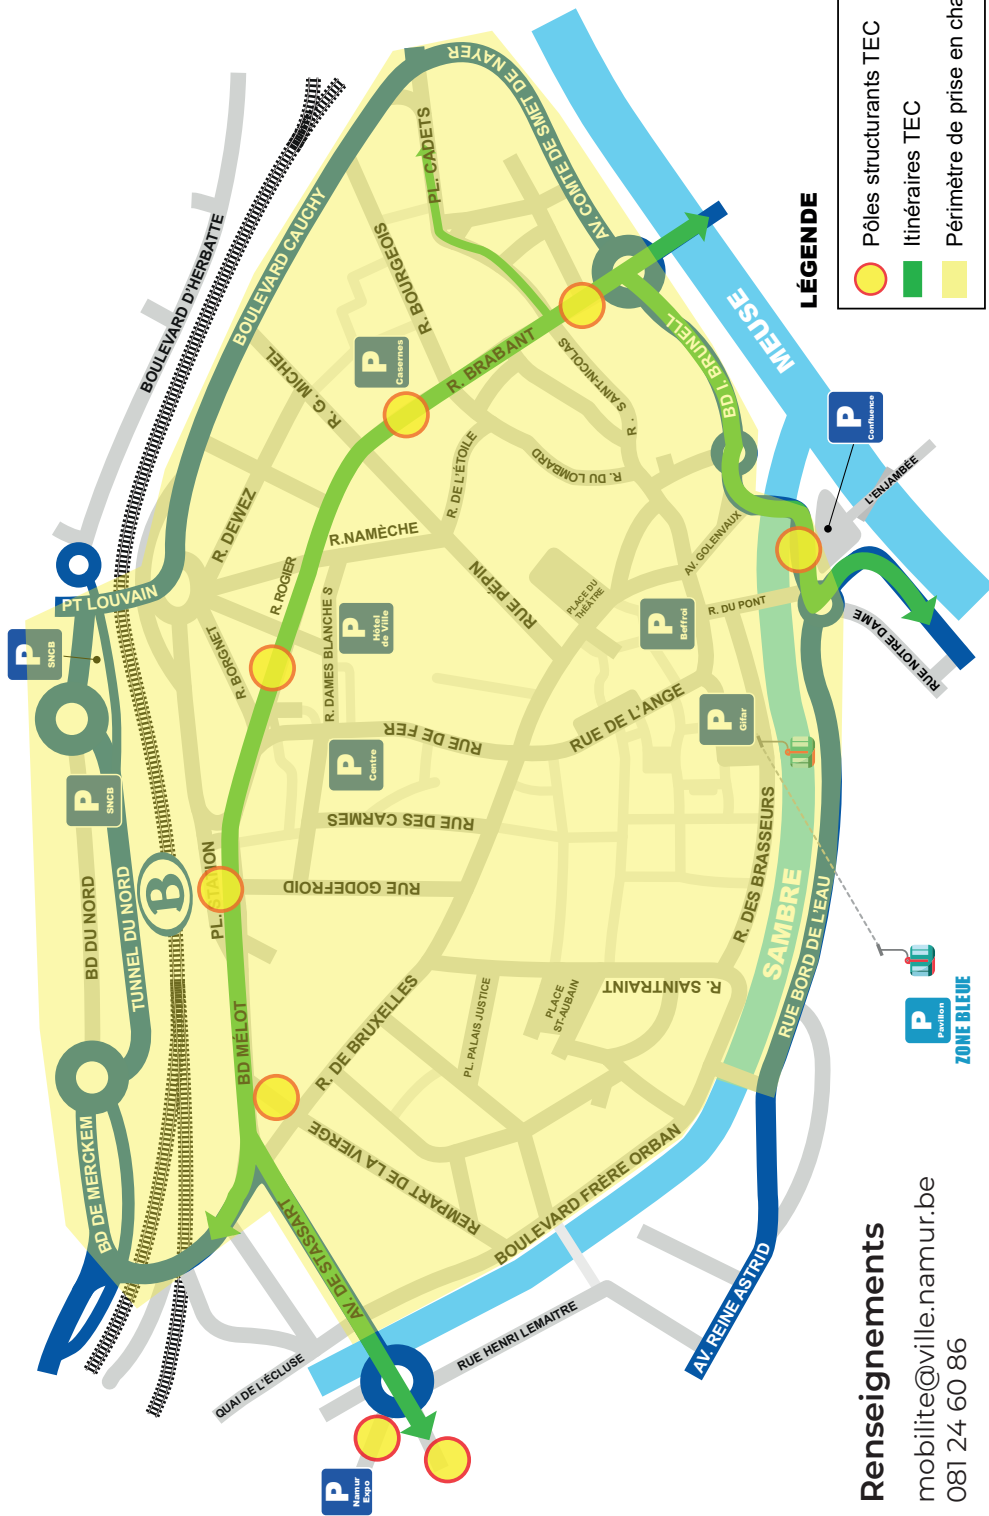 BOULEVARD D'HERBATTE
BOULEVARD CAUCHY
AV. COMTE DE SMET DE NAYER
PL. CADETS
R. BOURGEOIS
R. G. MICHEL
P
Casernes
R. BRABANT
R. SAINT-NICOLAS
BD I. BRUNELL
MEUSE
R. DEWEZ
R. DE L'ÉTOILE
R. DU LOMBARD
R.NAMÈCHE
R. ROGIER
RUE PÉPIN
AV. GOLENVAUX
P
Confluence
L'ENJAMBÉE
PT LOUVAIN
P
SNCB
R. BORGNET
R. DAMES BLANCHE S
P
Hôtel
de Ville
PLACE DU
THÉÂTRE
P
Beffroi
R. DU PONT
RUE NOTRE DAME
RUE DE FER
RUE DE L'ANGE
P
Gifar
P
Centre
P
SNCB
RUE DES CARMES
BD DU NORD
TUNNEL DU NORD
B
PL. STATION
RUE GODEFROID
R. DES BRASSEURS
SAMBRE
RUE BORD DE L'EAU
R. SAINTRAINT
PLACE
ST-AUBAIN
PL. PALAIS JUSTICE
R. DE BRUXELLES
BD MÉLOT
P
Pavillon
ZONE BLEUE
BD DE MERCKEM
REMPART DE LA VIERGE
BOULEVARD FRÈRE ORBAN
AV. DE STASSART
AV. REINE ASTRID
RUE HENRI LEMAITRE
QUAI DE L'ÉCLUSE
P
Namur
Expo
LÉGENDE
Pôles structurants TEC
Itinéraires TEC
Périmètre de prise en cha
Renseignements
mobilite@ville.namur.be
081 24 60 86